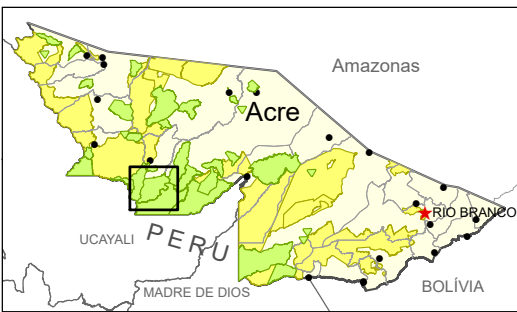 Amazonas
Acre
RIO BRANCO
UCAYALI
PERU
MADRE DE DIOS
BOLÍVIA